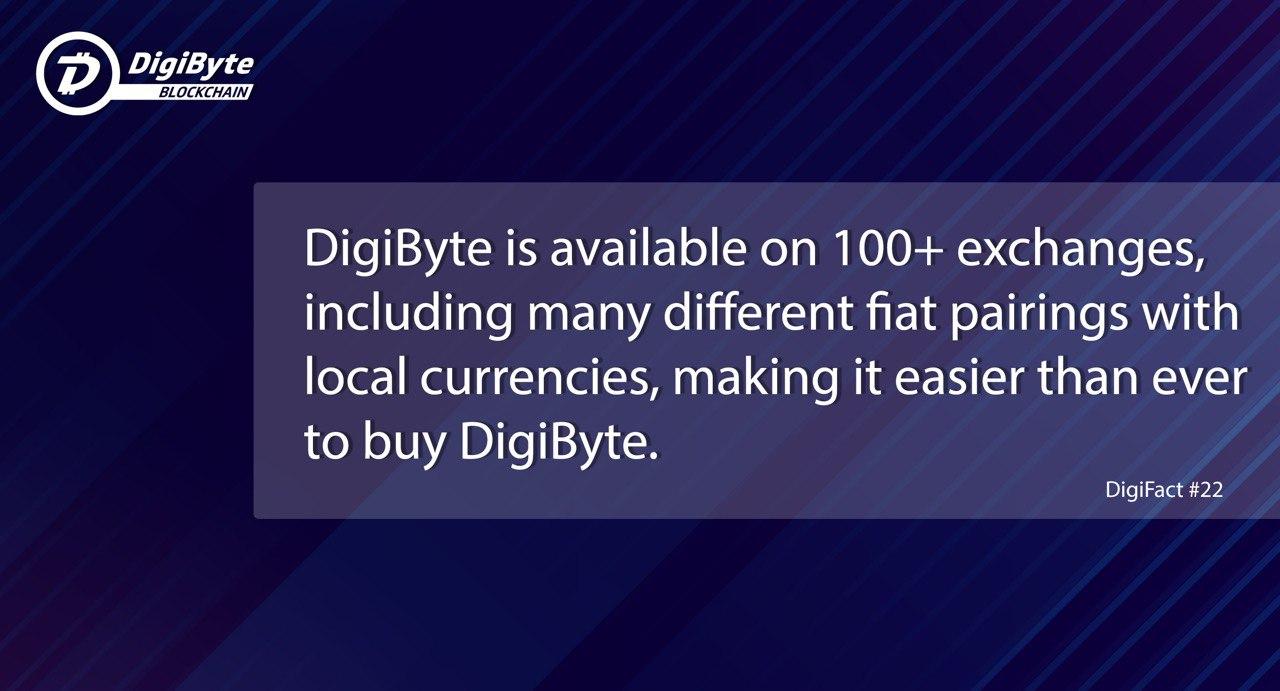 DigiByte
BLOCKCHAIN
DigiByte is available on 100+ exchanges,
including many different fiat pairings with
local currencies, making it easier than ever
to buy DigiByte.
DigiFact #22